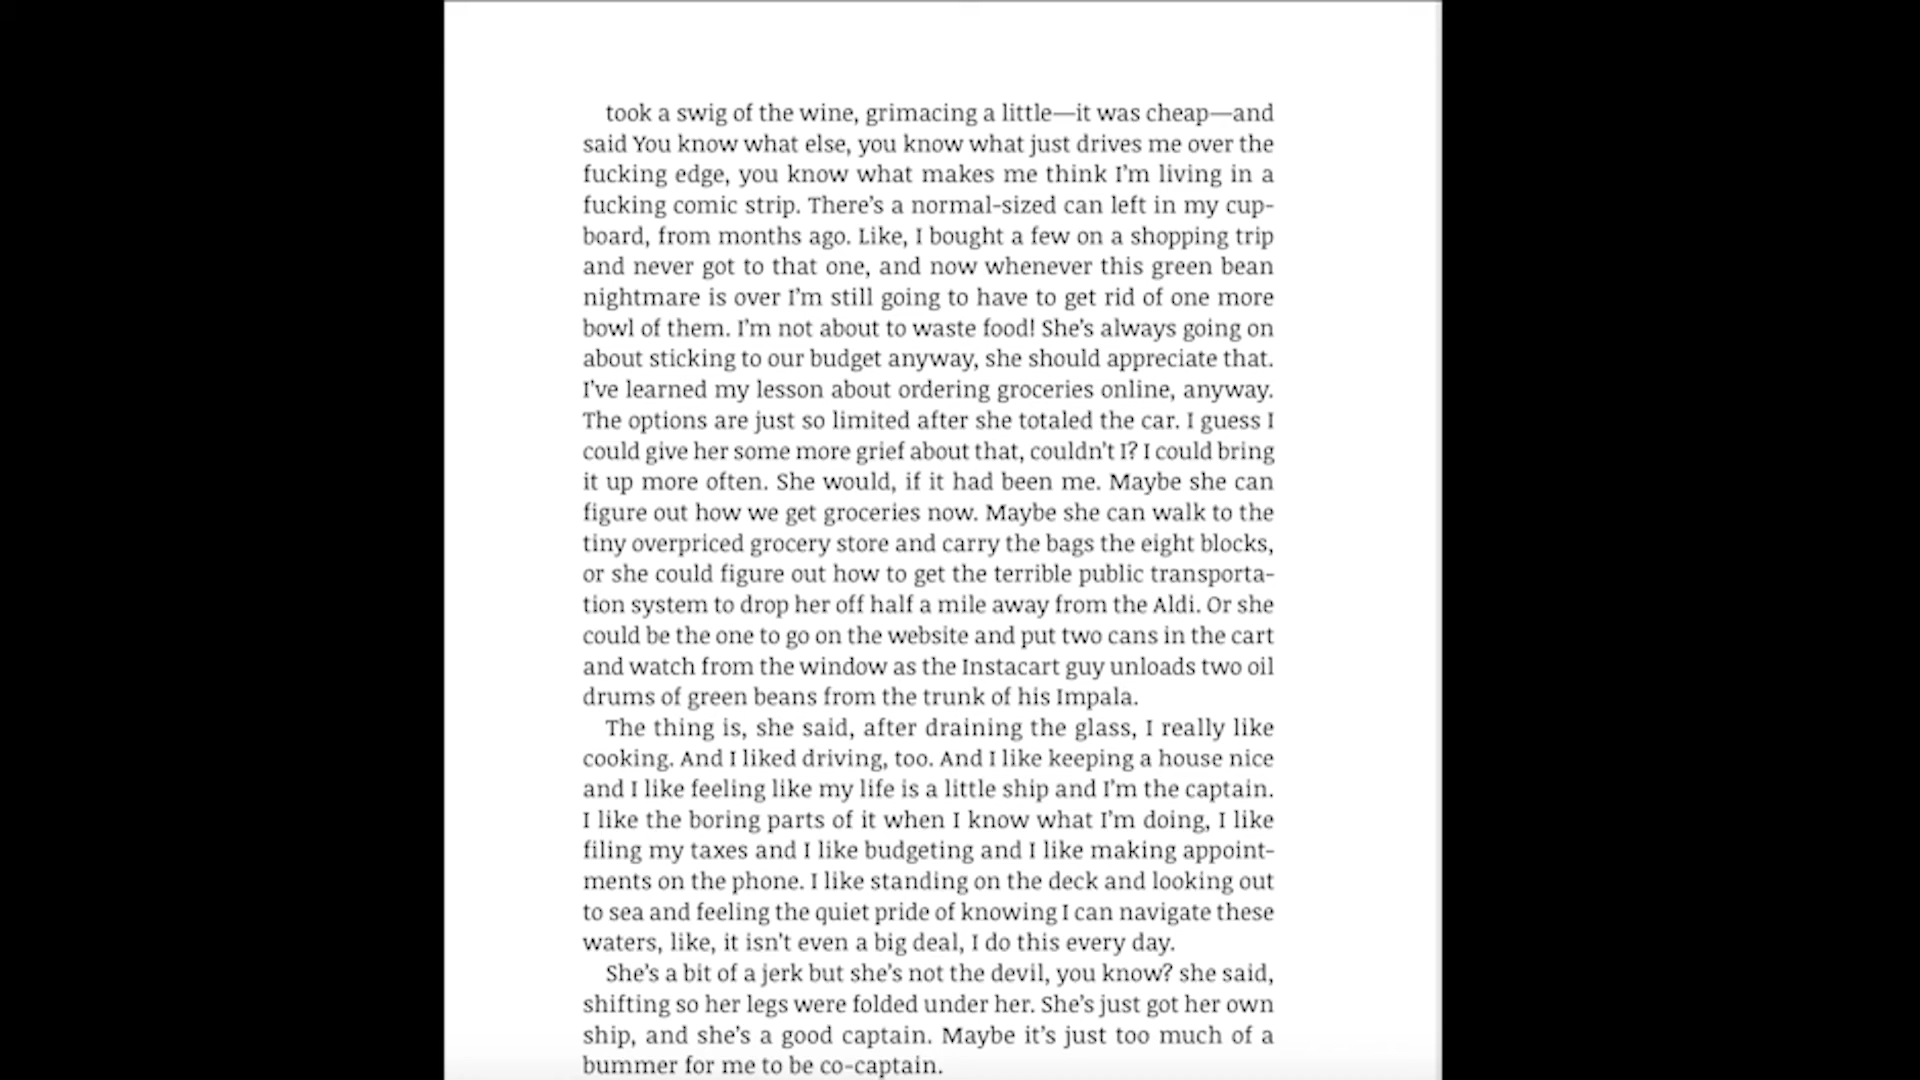 took a swig of the wine, grimacing a little—it was cheap—and
said You know what else, you know what just drives me over the
fucking edge, you know what makes me think I’m living in a
fucking comic strip. There’s a normal-sized can left in my cup-
board, from months ago. Like, I bought a few on a shopping trip
and never got to that one, and now whenever this green bean
nightmare is over I’m still going to have to get rid of one more
bowl of them. I’m not about to waste food! She’s always going on
about sticking to our budget anyway, she should appreciate that.
I’ve learned my lesson about ordering groceries online, anyway.
The options are just so limited after she totaled the car. I guess I
could give her some more grief about that, couldn’t I? I could bring
it up more often. She would, if it had been me. Maybe she can
figure out how we get groceries now. Maybe she can walk to the
tiny overpriced grocery store and carry the bags the eight blocks,
or she could figure out how to get the terrible public transporta-
tion system to drop her off half a mile away from the Aldi. Or she
could be the one to go on the website and put two cans in the cart
and watch from the window as the Instacart guy unloads two oil
drums of green beans from the trunk of his Impala.
The thing is, she said, after draining the glass, I really like
cooking. And I liked driving, too. And I like keeping a house nice
and I like feeling like my life is a little ship and I’m the captain.
I like the boring parts of it when I know what I’m doing, I like
filing my taxes and I like budgeting and I like making appoint-
ments on the phone. I like standing on the deck and looking out
to sea and feeling the quiet pride of knowing I can navigate these
waters, like, it isn’t even a big deal, I do this every day.
She’s a bit of a jerk but she’s not the devil, you know? she said,
shifting so her legs were folded under her. She’s just got her own
ship, and she’s a good captain. Maybe it’s just too much of a
bummer for me to be co-captain.